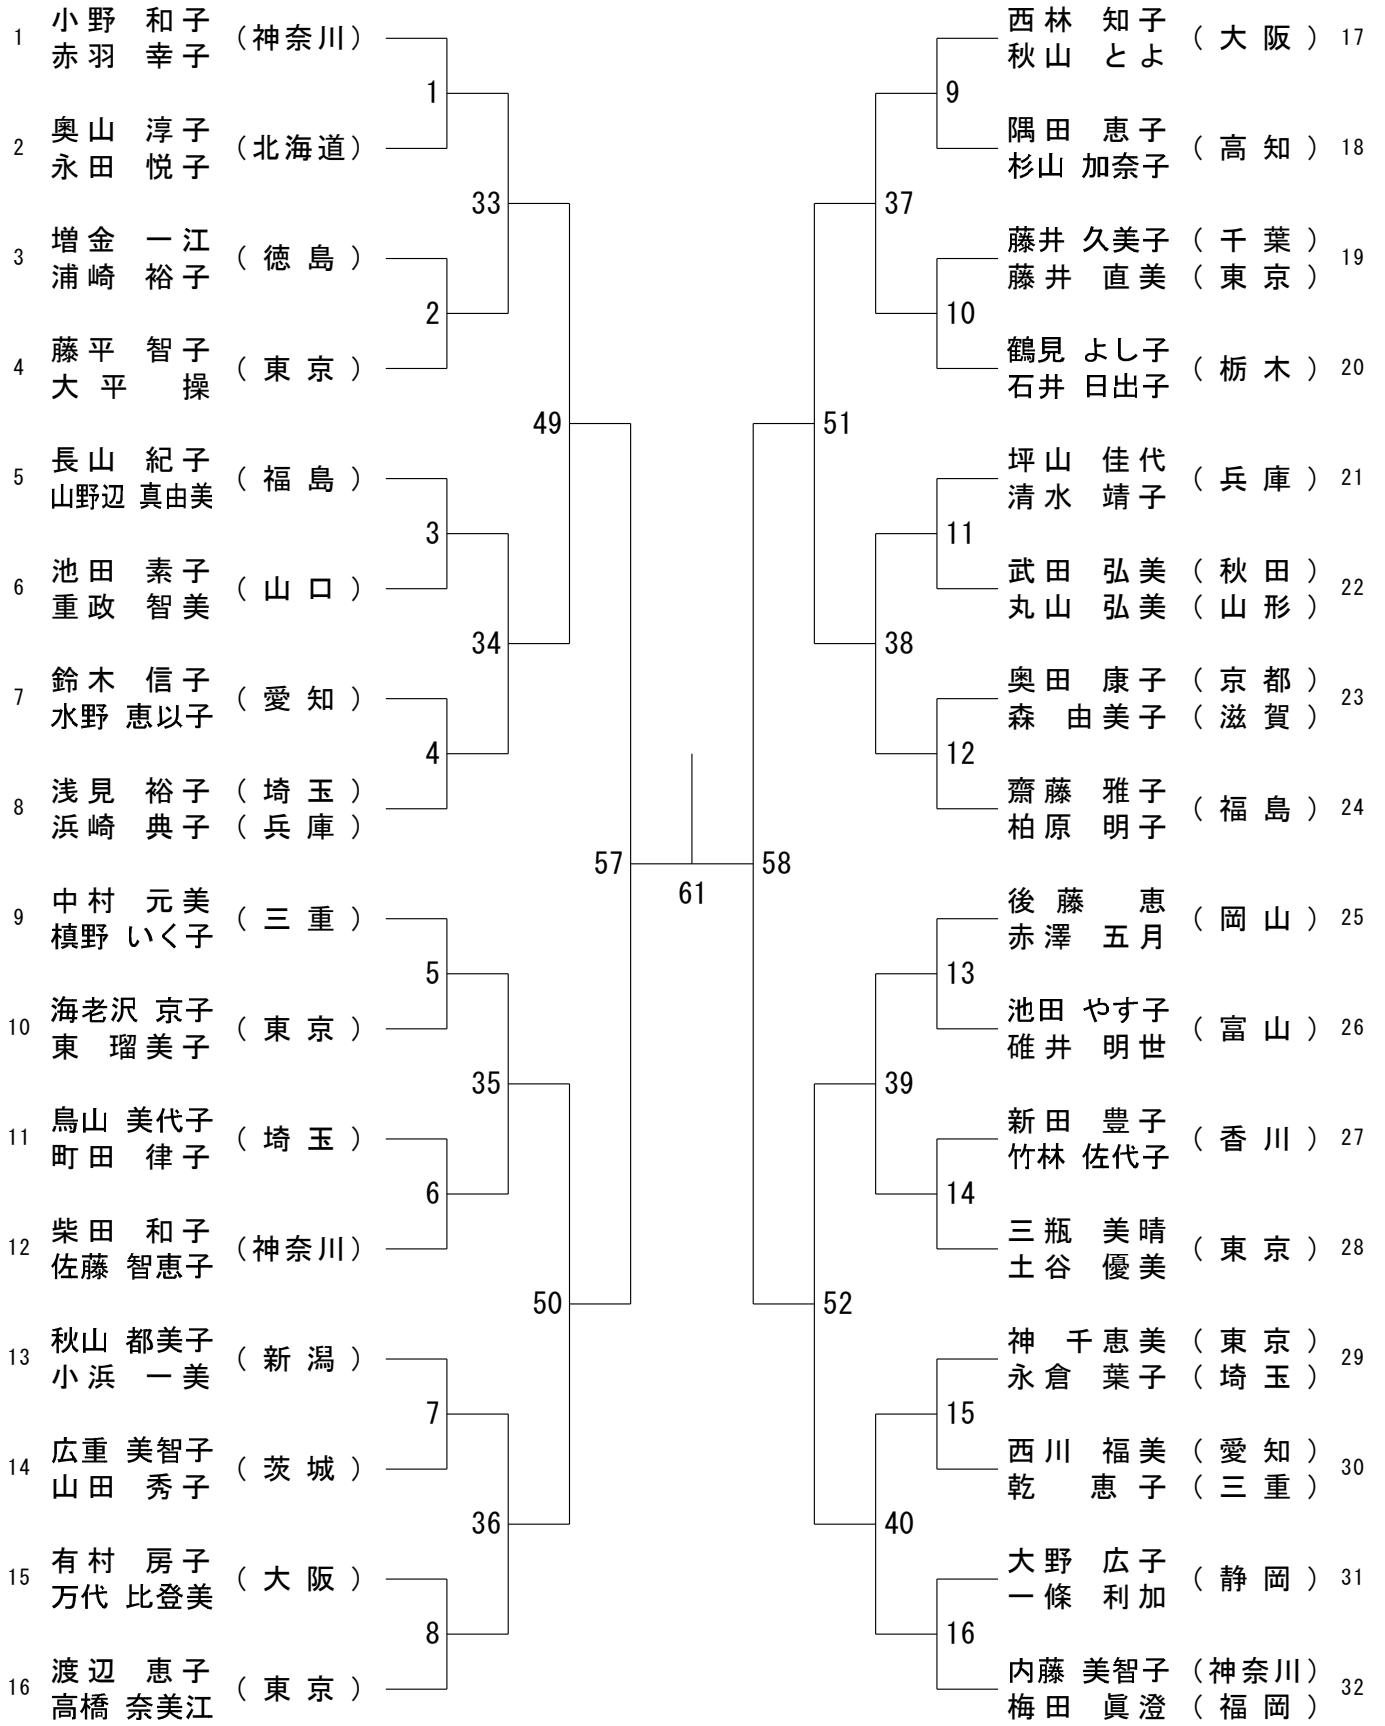 1 小野 和子 (神奈川)
赤羽 幸子
1
2 奥山 淳子 (北海道)
永田 悦子
33
3 増金 一江 (徳島)
浦崎 裕子
2
4 藤平 智子 (東京)
大平 操
49
5 長山 紀子 (福島)
山野辺 真由美
3
6 池田 素子 (山口)
重政 智美
34
7 鈴木 信子 (愛知)
水野 恵以子
4
8 浅見 裕子 (埼玉)
浜崎 典子 (兵庫)
57
9 中村 元美 (三重)
槙野 いく子
5
10 海老沢 京子 (東京)
東 瑠美子
35
11 鳥山 美代子 (埼玉)
町田 律子
6
12 柴田 和子 (神奈川)
佐藤 智恵子
50
13 秋山 都美子 (新潟)
小浜 一美
7
14 広重 美智子 (茨城)
山田 秀子
36
15 有村 房子 (大阪)
万代 比登美
8
16 渡辺 恵子 (東京)
高橋 奈美江
61
西林 知子 (大阪) 17
秋山 とよ
9
隅田 恵子 (高知) 18
杉山 加奈子
37
藤井 久美子 (千葉) 19
藤井 直美 (東京)
10
鶴見 よし子 (栃木) 20
石井 日出子
51
坪山 佳代 (兵庫) 21
清水 靖子
11
武田 弘美 (秋田) 22
丸山 弘美 (山形)
38
奥田 康子 (京都) 23
森 由美子 (滋賀)
12
齋藤 雅子 (福島) 24
柏原 明子
58
後藤 恵 (岡山) 25
赤澤 五月
13
池田 やす子 (富山) 26
碓井 明世
39
新田 豊子 (香川) 27
竹林 佐代子
14
三瓶 美晴 (東京) 28
土谷 優美
52
神 千恵美 (東京) 29
永倉 葉子 (埼玉)
15
西川 福美 (愛知) 30
乾 恵子 (三重)
40
大野 広子 (静岡) 31
一條 利加
16
内藤 美智子 (神奈川) 32
梅田 眞澄 (福岡)